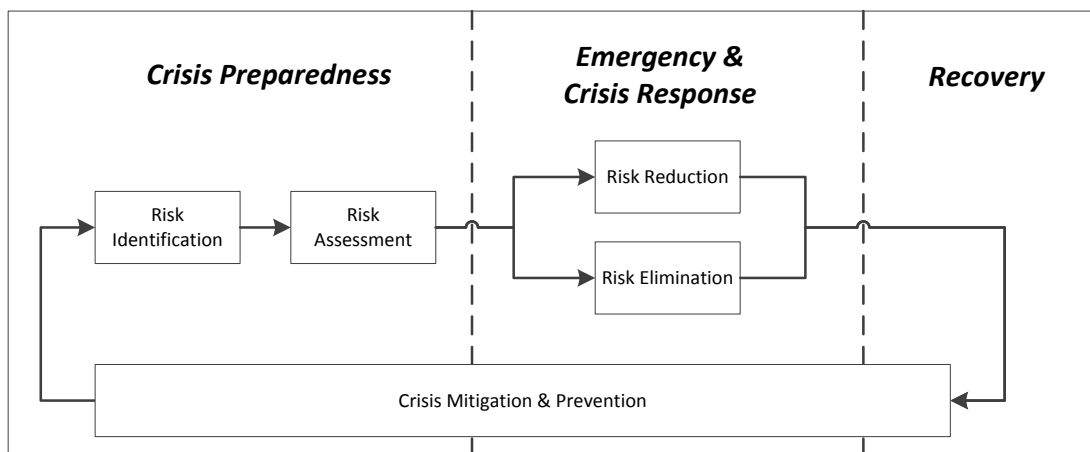 Crisis Preparedness
Emergency &
Crisis Response
Recovery
Risk Reduction
Risk
Identification
Risk
Assessment
Risk Elimination
Crisis Mitigation & Prevention